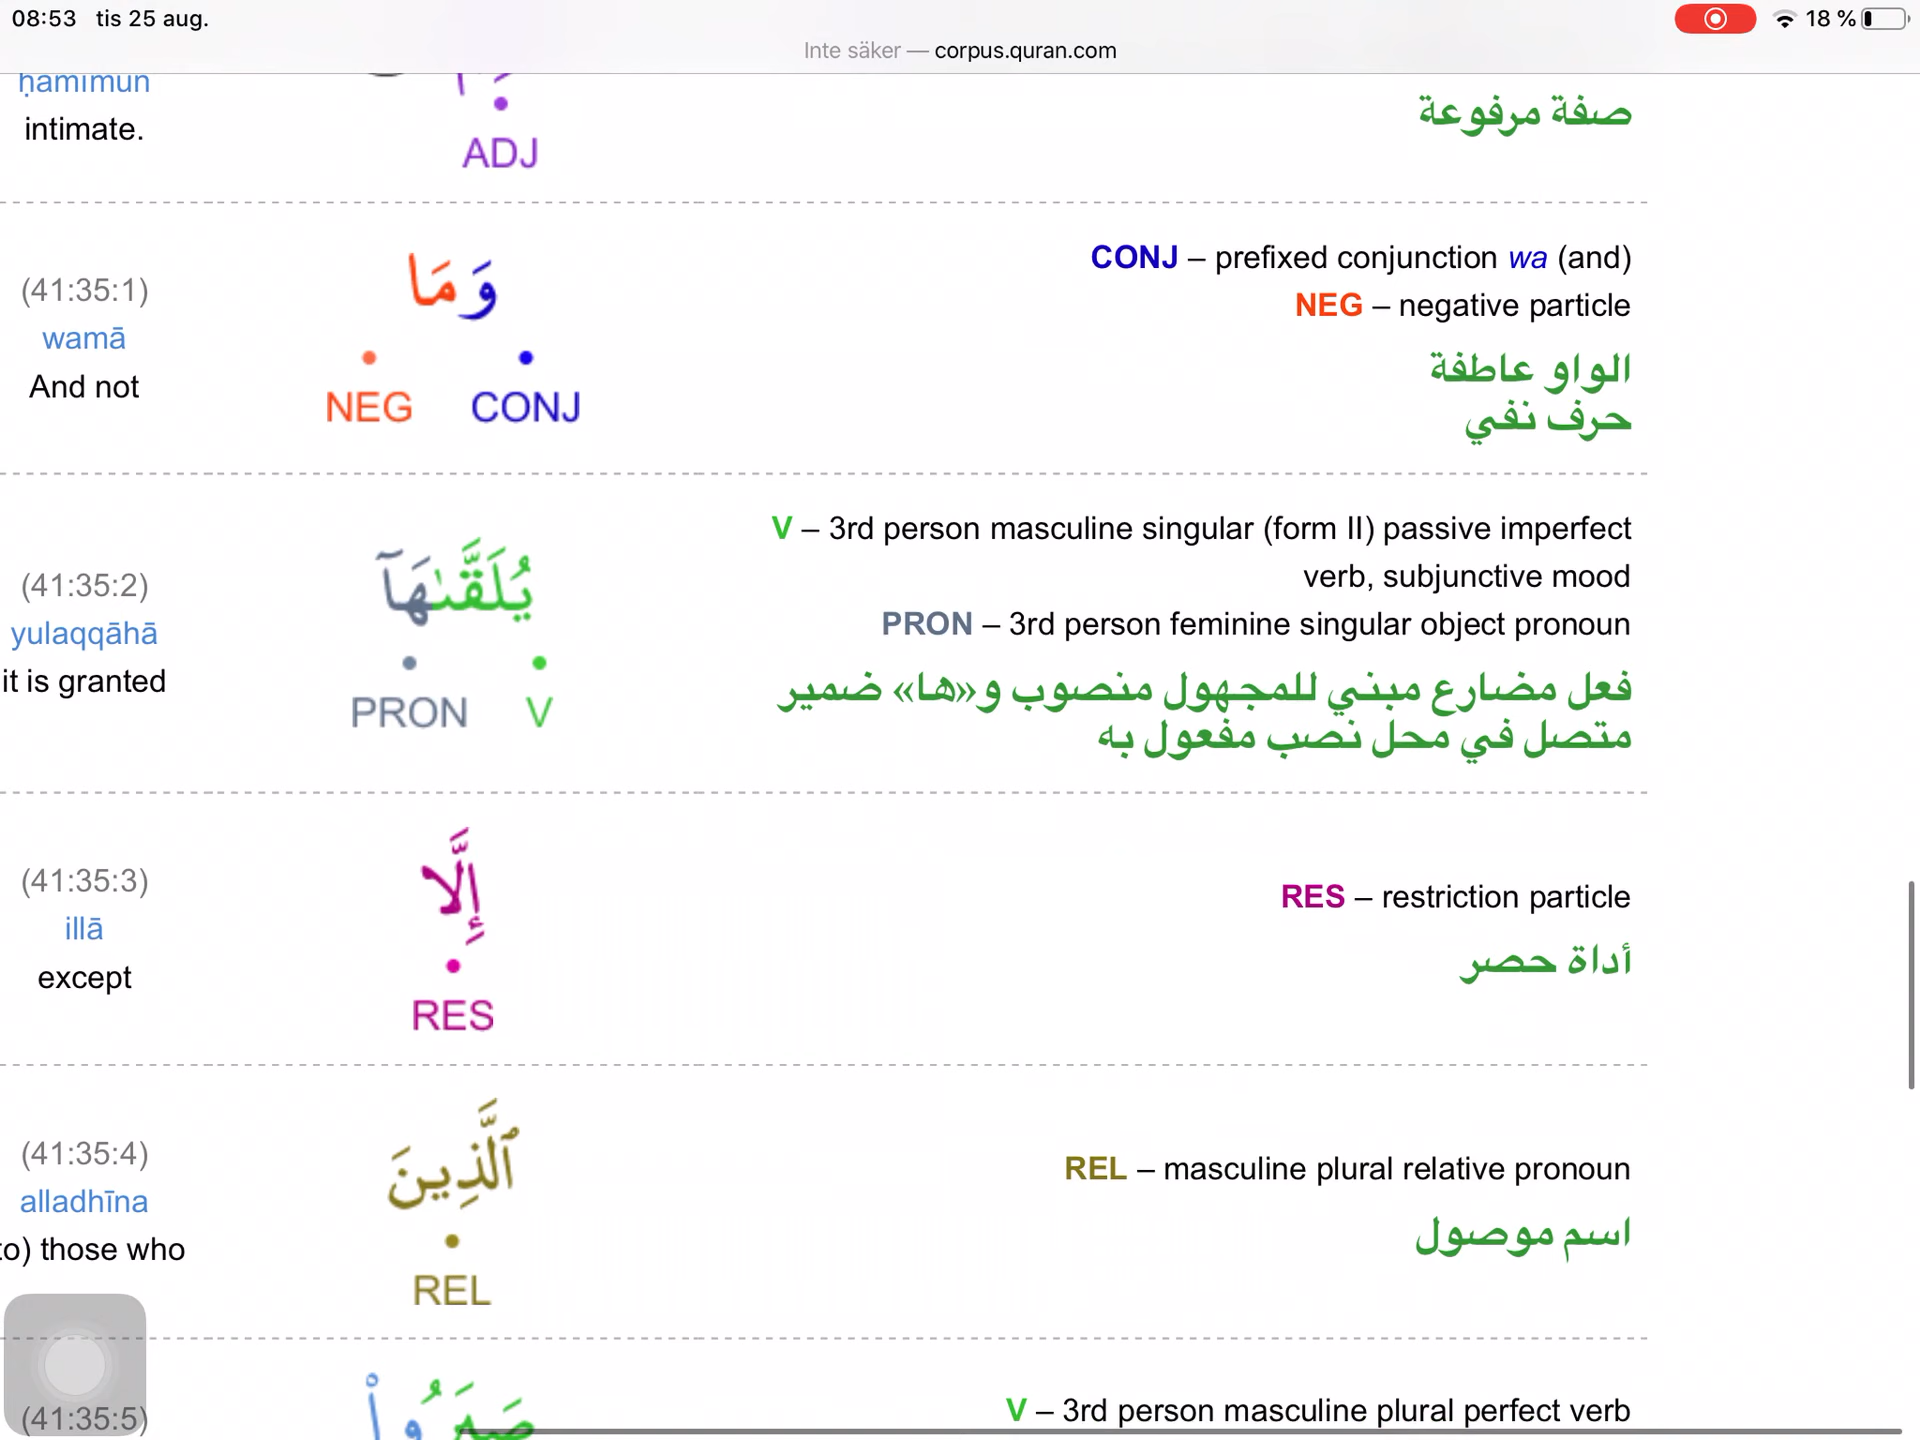 08:53 tis 25 aug.
18 %
Inte säker — corpus.quran.com
ḥamīmun
intimate.
ADJ
صفة مرفوعة
(41:35:1)
wamā
And not
وَمَا
NEG CONJ
CONJ – prefixed conjunction wa (and)
NEG – negative particle
الواو عاطفة
حرف نفي
(41:35:2)
yulaqqāhā
it is granted
يُلَقَّىٰهَآ
PRON V
V – 3rd person masculine singular (form II) passive imperfect
verb, subjunctive mood
PRON – 3rd person feminine singular object pronoun
فعل مضارع مبني للمجهول منصوب و«ها» ضمير
متصل في محل نصب مفعول به
(41:35:3)
illā
except
إِلَّا
RES
RES – restriction particle
أداة حصر
(41:35:4)
alladhīna
to) those who
ٱلَّذِينَ
REL
REL – masculine plural relative pronoun
اسم موصول
(41:35:5)
V – 3rd person masculine plural perfect verb